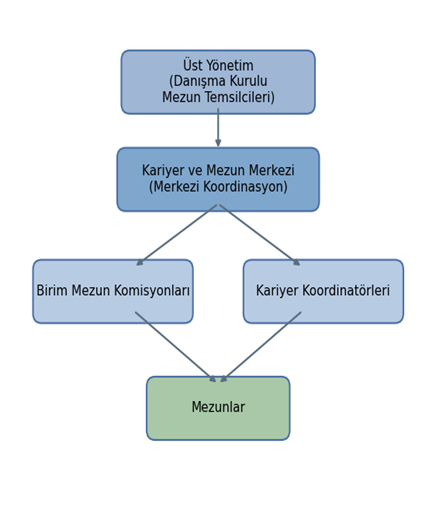 Üst Yönetim
(Danışma Kurulu
Mezun Temsilcileri)
Kariyer ve Mezun Merkezi
(Merkezi Koordinasyon)
Birim Mezun Komisyonları
Kariyer Koordinatörleri
Mezunlar